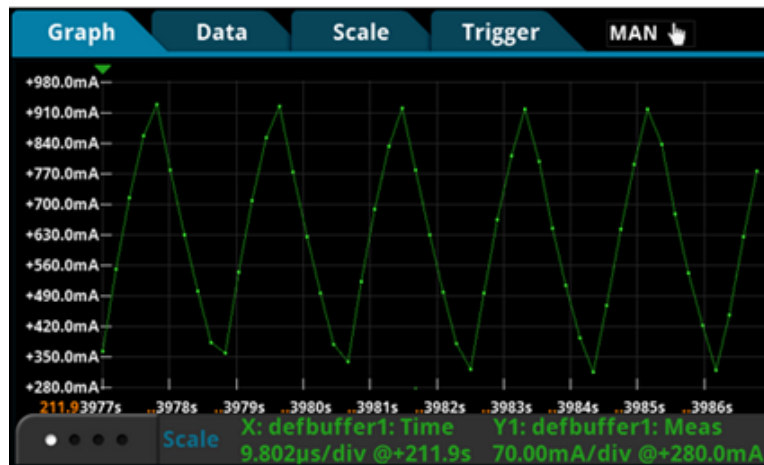 Graph Data Scale Trigger MAN
+980.0mA
+910.0mA
+840.0mA
+770.0mA
+700.0mA
+630.0mA
+560.0mA
+490.0mA
+420.0mA
+350.0mA
+280.0mA
211.93977s ..3978s ..3979s ..3980s ..3981s ..3982s ..3983s ..3984s ..3985s ..3986s
Scale X: defbuffer1: Time Y1: defbuffer1: Meas
9.802µs/div @+211.9s 70.00mA/div @+280.0mA